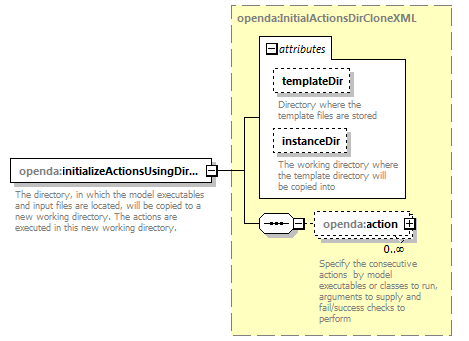 openda:InitialActionsDirCloneXML
attributes
templateDir
Directory where the
template files are stored
instanceDir
The working directory where
the template directory will
be copied into
openda:initializeActionsUsingDir...
The directory, in which the model executables
and input files are located, will be copied to a
new working directory. The actions are
executed in this new working directory.
openda:action
0..∞
Specify the consecutive
actions  by model
executables or classes to run,
arguments to supply and
fail/success checks to
perform